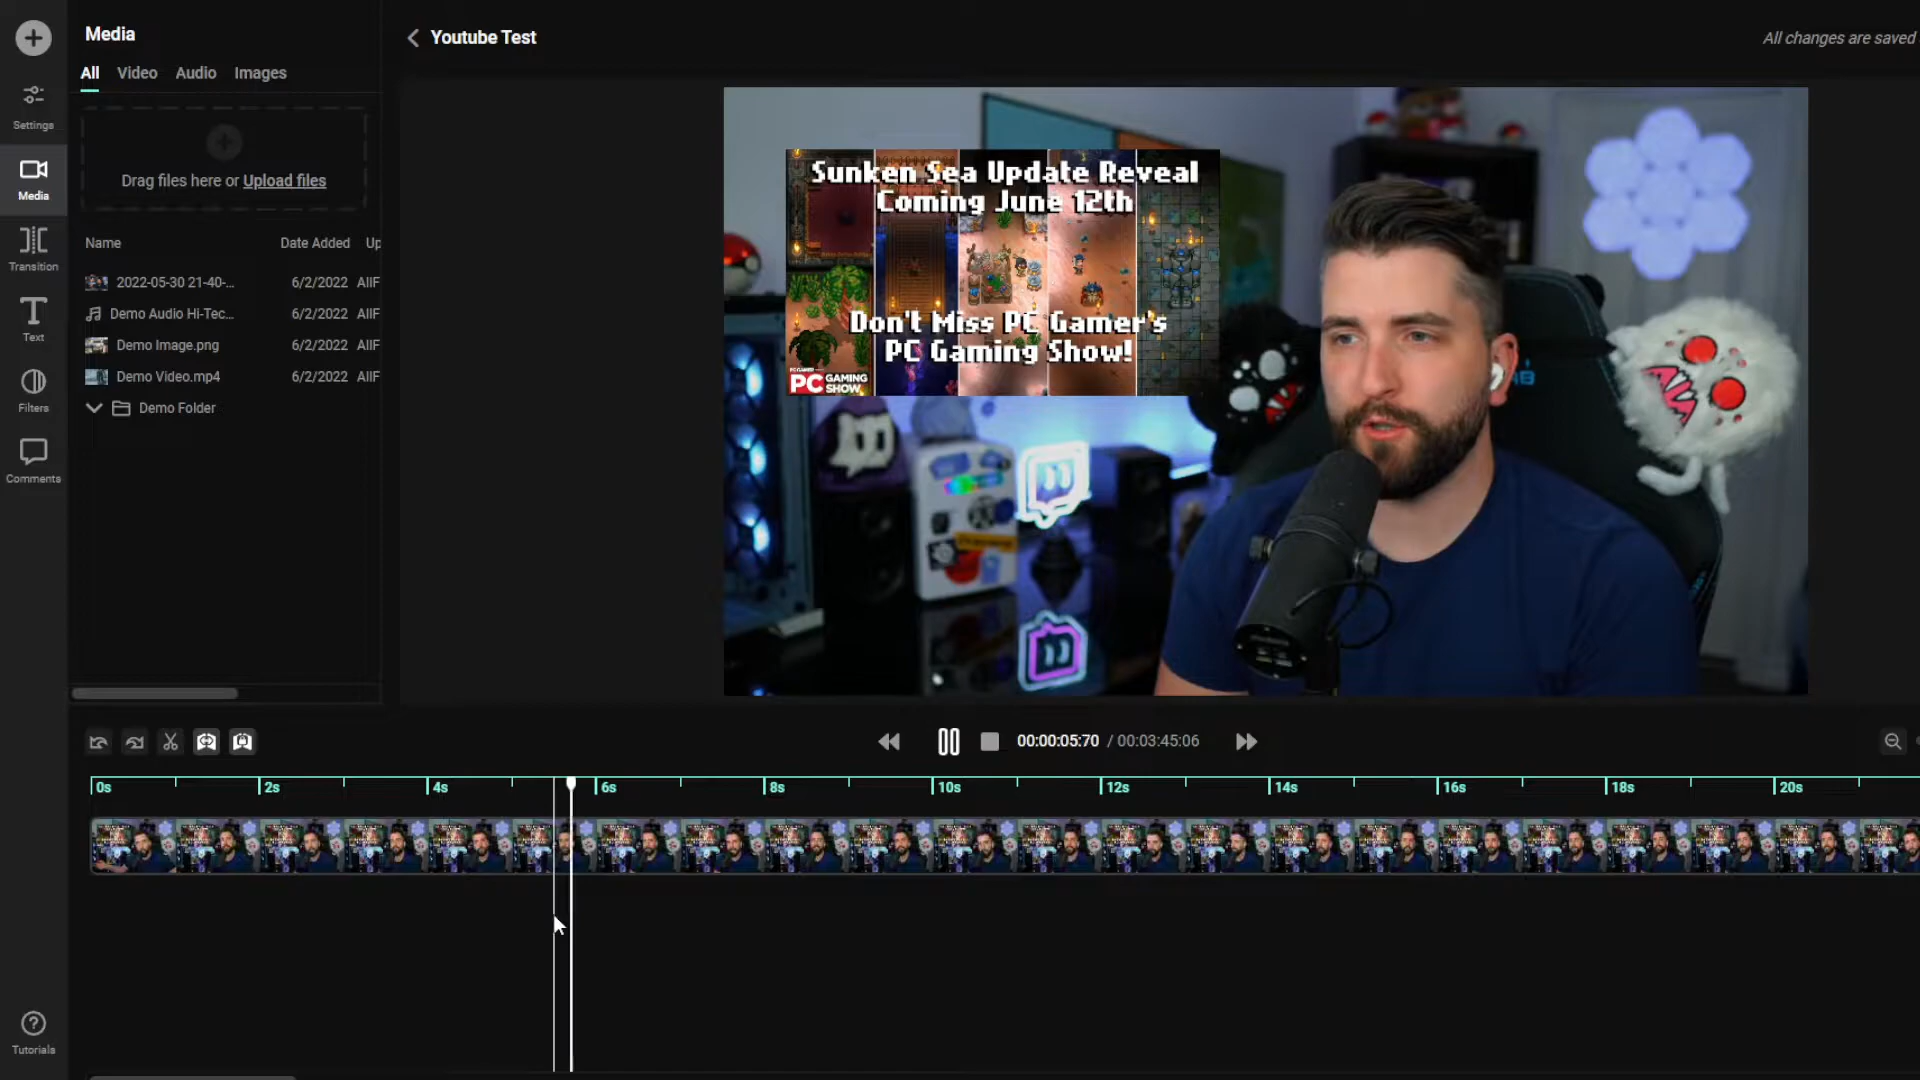 Media
Youtube Test
All changes are saved
All Video Audio Images
Settings
Drag files here or Upload files
Media
Name Date Added Up
Transition
2022-05-30 21-40-... 6/2/2022 AllF
Demo Audio Hi-Tec... 6/2/2022 AllF
Text
Demo Image.png 6/2/2022 AllF
Demo Video.mp4 6/2/2022 AllF
Filters
Demo Folder
Comments
Sunken Sea Update Reveal
Coming June 12th
Don't Miss PC Gamer's
PC Gaming Show!
PC GAMER
PC GAMING
SHOW
00:00:05:70 / 00:03:45:06
0s 2s 4s 6s 8s 10s 12s 14s 16s 18s 20s
Tutorials